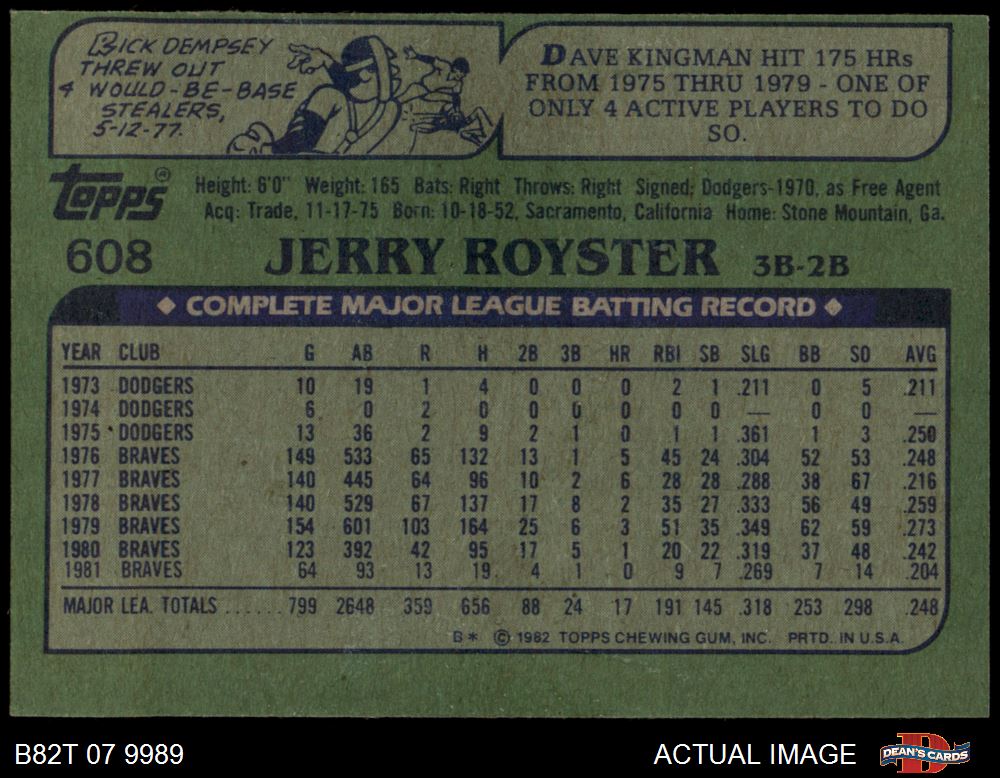 RICK DEMPSEY
THREW OUT
4 WOULD-BE-BASE
STEALERS,
5-12-77.
DAVE KINGMAN HIT 175 HRs
FROM 1975 THRU 1979 - ONE OF
ONLY 4 ACTIVE PLAYERS TO DO
SO.
topps®
Height: 6'0" Weight: 165 Bats: Right Throws: Right Signed: Dodgers-1970, as Free Agent
Acq: Trade, 11-17-75 Born: 10-18-52, Sacramento, California Home: Stone Mountain, Ga.
608 JERRY ROYSTER 3B-2B
◆ COMPLETE MAJOR LEAGUE BATTING RECORD ◆
YEAR CLUB G AB R H 2B 3B HR RBI SB SLG BB SO AVG
1973 DODGERS 10 19 1 4 0 0 0 2 1 .211 0 5 .211
1974 DODGERS 6 0 2 0 0 0 0 0 0 — 0 0 —
1975 DODGERS 13 36 2 9 2 1 0 1 1 .361 1 3 .250
1976 BRAVES 149 533 65 132 13 1 5 45 24 .304 52 53 .248
1977 BRAVES 140 445 64 96 10 2 6 28 28 .288 38 67 .216
1978 BRAVES 140 529 67 137 17 8 2 35 27 .333 56 49 .259
1979 BRAVES 154 601 103 164 25 6 3 51 35 .349 62 59 .273
1980 BRAVES 123 392 42 95 17 5 1 20 22 .319 37 48 .242
1981 BRAVES 64 93 13 19 4 1 0 9 7 .269 7 14 .204
MAJOR LEA. TOTALS ...... 799 2648 359 656 88 24 17 191 145 .318 253 298 .248
B* © 1982 TOPPS CHEWING GUM, INC. PRTD. IN U.S.A.
B82T 07 9989 ACTUAL IMAGE D DEAN'S CARDS